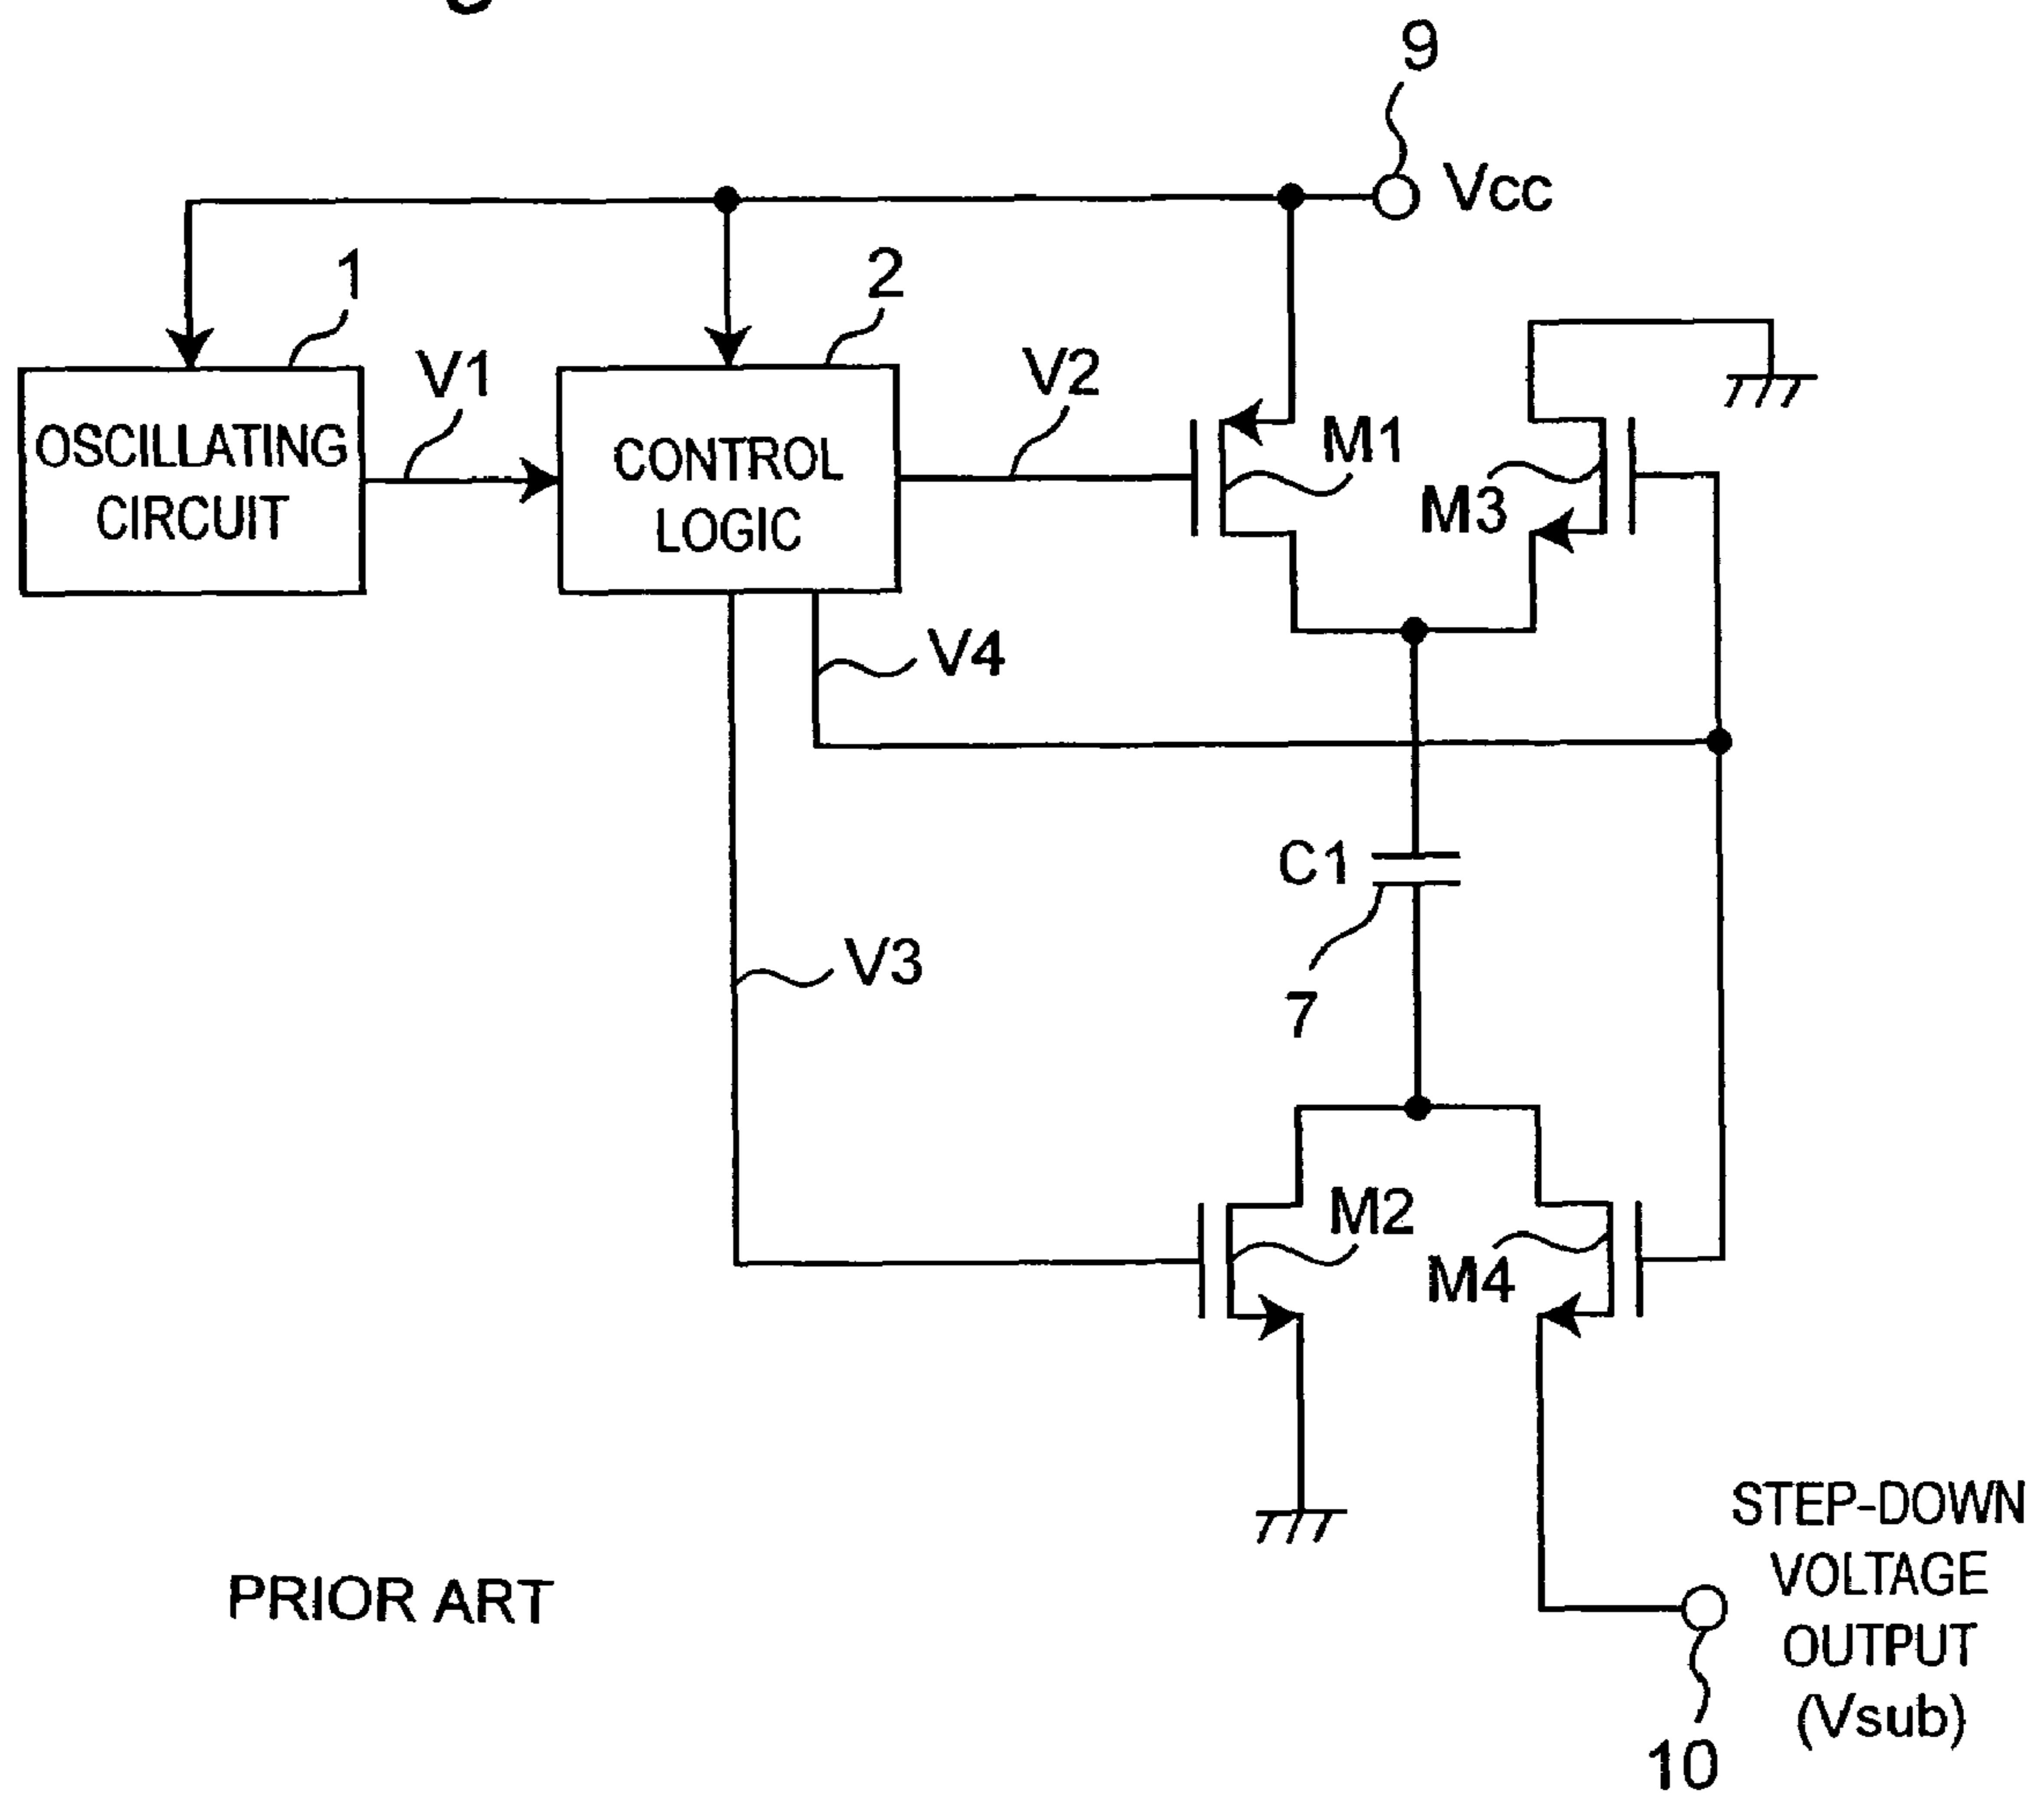 9
Vcc
1
2
V1
V2
OSCILLATING
CIRCUIT
CONTROL
LOGIC
M1
M3
V4
C1
V3
7
M2
M4
STEP-DOWN
VOLTAGE
OUTPUT
(Vsub)
PRIOR ART
10